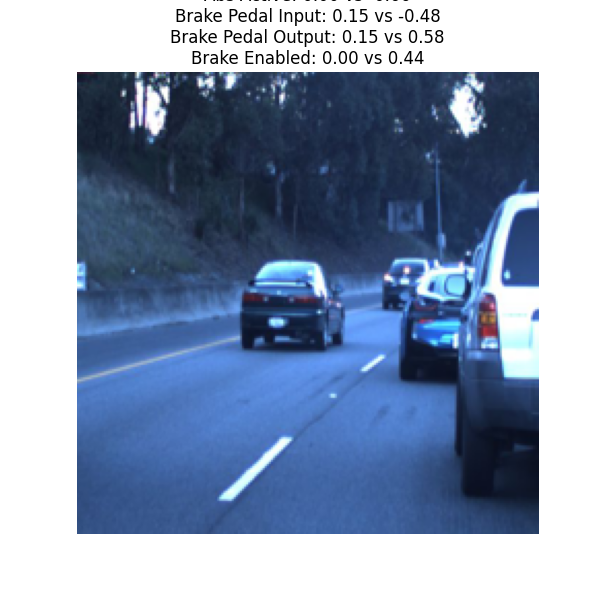 Brake Pedal Input: 0.15 vs -0.48
Brake Pedal Output: 0.15 vs 0.58
Brake Enabled: 0.00 vs 0.44